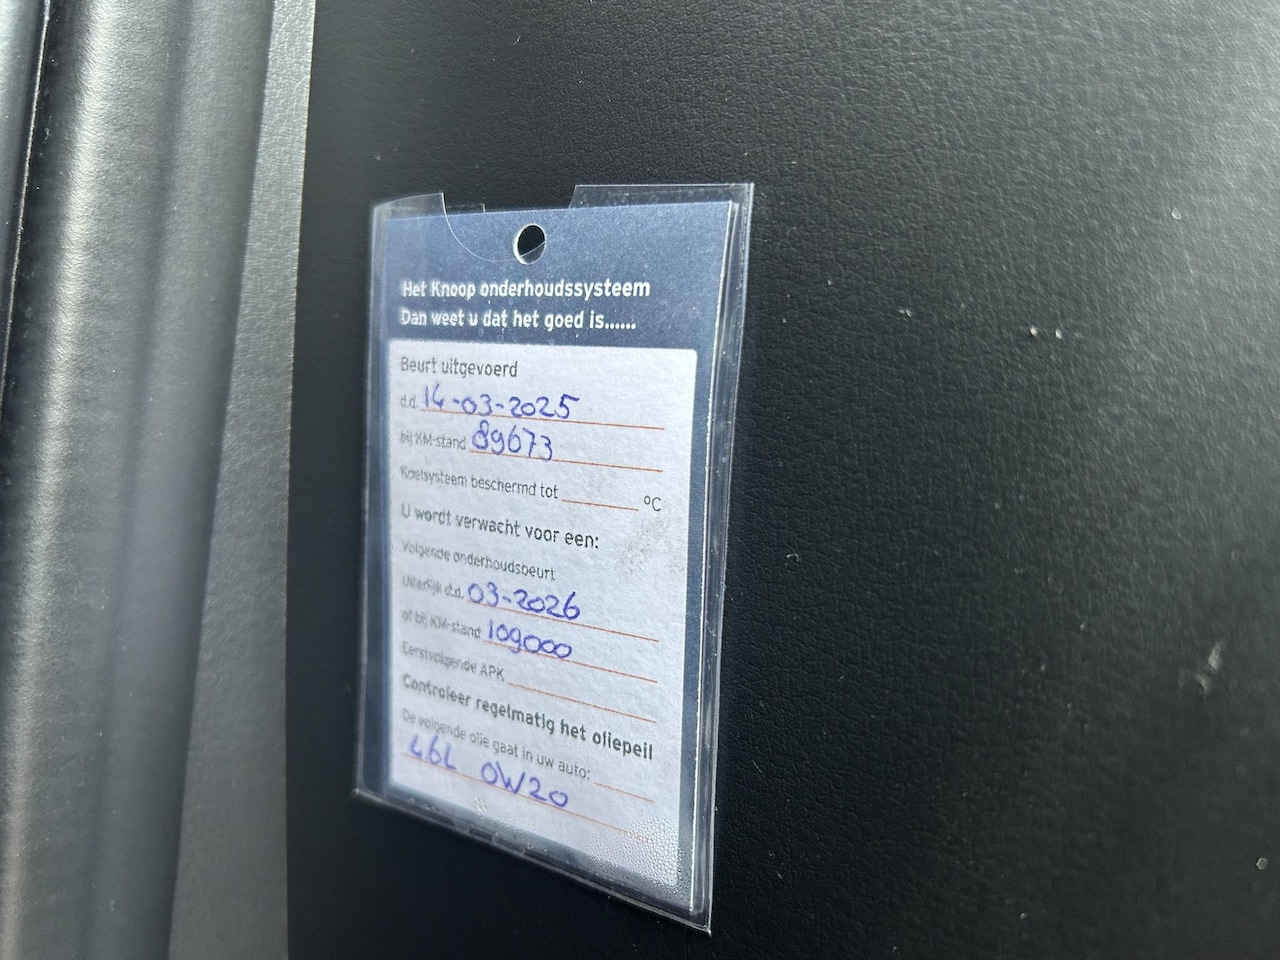 Het Knoop onderhoudssysteem
Dan weet u dat het goed is......
Beurt uitgevoerd
d.d. 14-03-2025
bij KM-stand 89673
Koelsysteem beschermd tot °C
U wordt verwacht voor een:
Volgende onderhoudsbeurt
Uiterlijk d.d. 03-2026
of bij KM-stand 109000
Eerstvolgende APK
Controleer regelmatig het oliepeil
De volgende olie gaat in uw auto:
4.6L 0W20